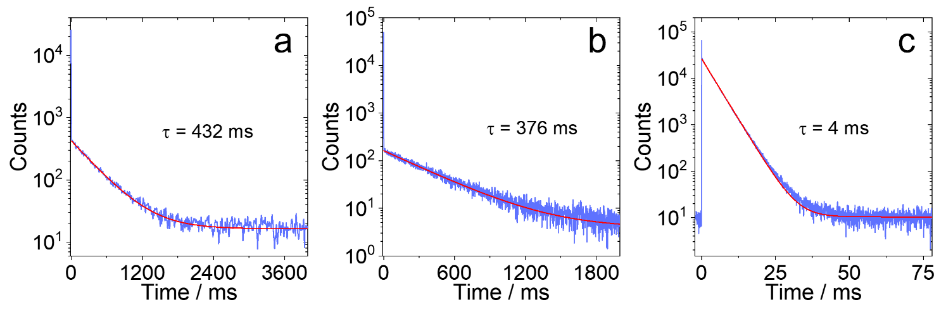 a
10⁴
10³
10²
10¹
Counts
τ = 432 ms
0 1200 2400 3600
Time / ms
b
10⁵
10⁴
10³
10²
10¹
10⁰
Counts
τ = 376 ms
0 600 1200 1800
Time / ms
c
10⁵
10⁴
10³
10²
10¹
Counts
τ = 4 ms
0 25 50 75
Time / ms